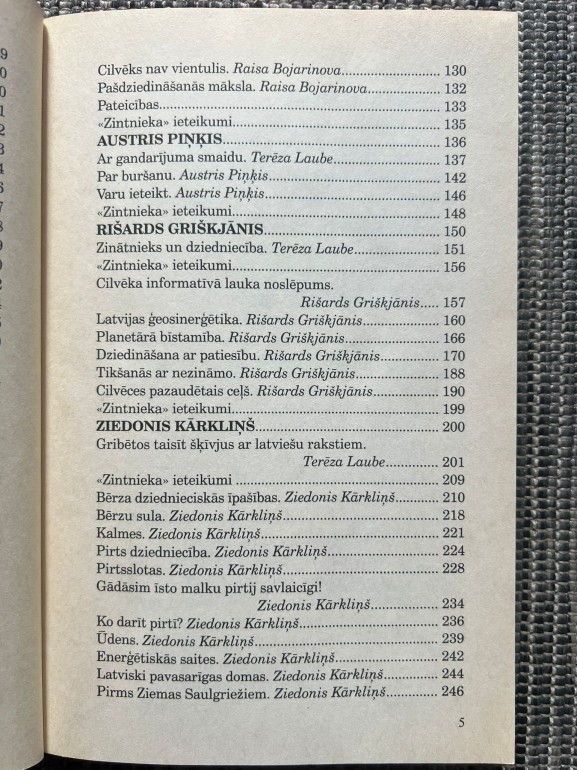 Cilvēks nav vientulis. Raisa Bojarinova............................ 130
Pašdziedināšanās māksla. Raisa Bojarinova..................... 132
Pateicības................................................................................ 133
«Zintnieka» ieteikumi............................................................ 135
AUSTRIS PIŅĶIS................................................................. 136
Ar gandarījuma smaidu. Terēza Laube.............................. 137
Par buršanu. Austris Piņķis................................................ 142
Varu ieteikt. Austris Piņķis................................................. 146
«Zintnieka» ieteikumi............................................................ 148
RIŠARDS GRIŠKJĀNIS..................................................... 150
Zinātnieks un dziedniecība. Terēza Laube......................... 151
«Zintnieka» ieteikumi............................................................ 156
Cilvēka informatīvā lauka noslēpums.
Rišards Griškjānis..... 157
Latvijas ģeosinerģētika. Rišards Griškjānis..................... 160
Planetārā bīstamība. Rišards Griškjānis........................... 166
Dziedināšana ar patiesību. Rišards Griškjānis................. 170
Tikšanās ar nezināmo. Rišards Griškjānis........................ 188
Cilvēces pazaudētais ceļš. Rišards Griškjānis................... 190
«Zintnieka» ieteikumi............................................................ 199
ZIEDONIS KĀRKLIŅŠ....................................................... 200
Gribētos taisīt šķīvjus ar latviešu rakstiem.
Terēza Laube............... 201
«Zintnieka» ieteikumi ........................................................... 209
Bērza dziednieciskās īpašības. Ziedonis Kārkliņš............. 210
Bērzu sula. Ziedonis Kārkliņš.............................................. 218
Kalmes. Ziedonis Kārkliņš.................................................... 221
Pirts dziedniecība. Ziedonis Kārkliņš................................. 224
Pirtsslotas. Ziedonis Kārkliņš.............................................. 228
Gādāsim īsto malku pirtij savlaicīgi!
Ziedonis Kārkliņš................... 234
Ko darīt pirtī? Ziedonis Kārkliņš......................................... 236
Ūdens. Ziedonis Kārkliņš...................................................... 239
Enerģētiskās saites. Ziedonis Kārkliņš............................... 242
Latviski pavasarīgas domas. Ziedonis Kārkliņš................ 244
Pirms Ziemas Saulgriežiem. Ziedonis Kārkliņš................ 246
5